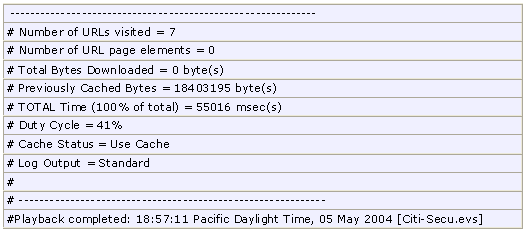 ------------------------------------------------------------
# Number of URLs visited = 7
# Number of URL page elements = 0
# Total Bytes Downloaded = 0 byte(s)
# Previously Cached Bytes = 18403195 byte(s)
# TOTAL Time (100% of total) = 55016 msec(s)
# Duty Cycle = 41%
# Cache Status = Use Cache
# Log Output = Standard
#
# ------------------------------------------------------------
#Playback completed: 18:57:11 Pacific Daylight Time, 05 May 2004 [Citi-Secu.evs]